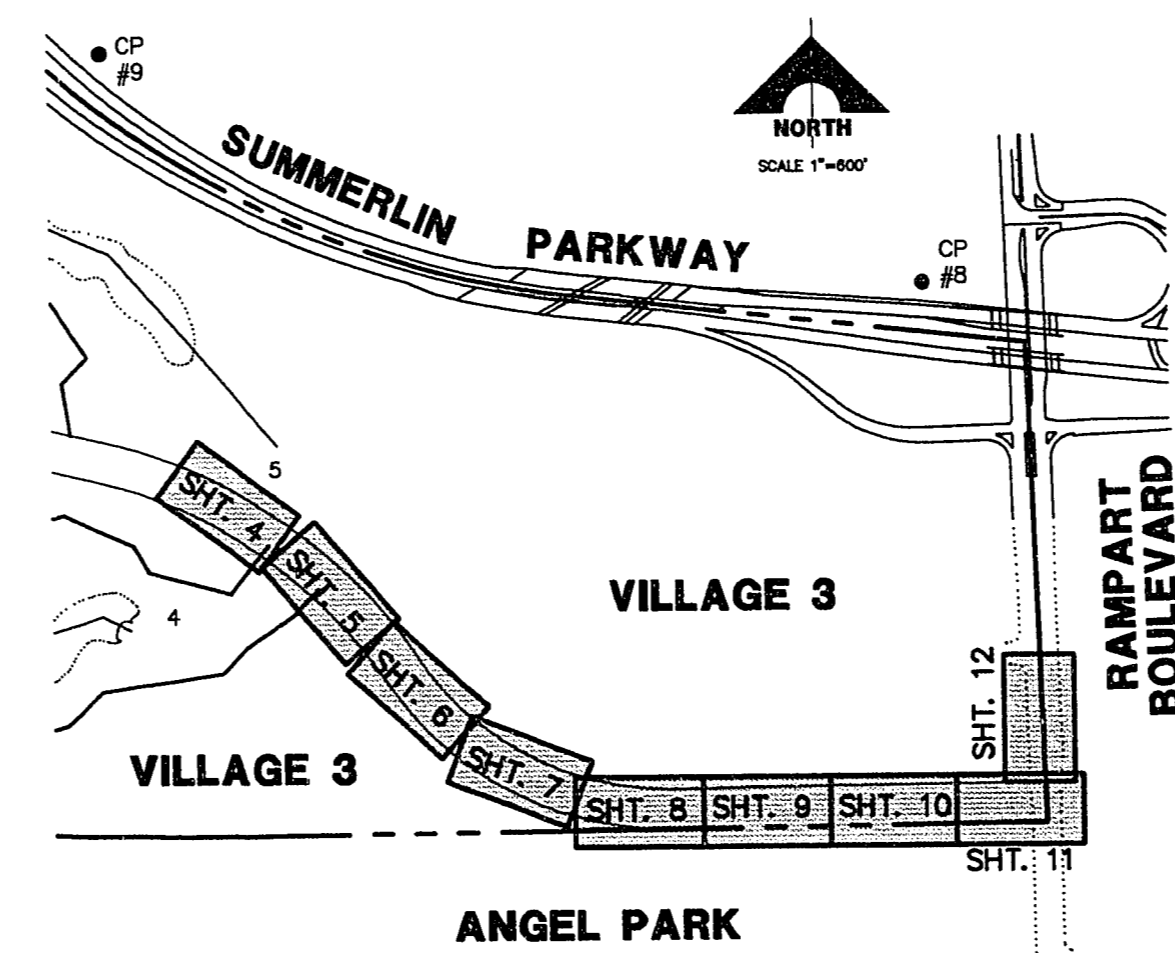 CP
#9
NORTH
SCALE 1"=600'
SUMMERLIN PARKWAY
CP
#8
5
SHT. 4
SHT. 5
4
VILLAGE 3
RAMPART
BOULEVARD
SHT. 12
SHT. 6
VILLAGE 3
SHT. 7
SHT. 8
SHT. 9
SHT. 10
SHT. 11
ANGEL PARK